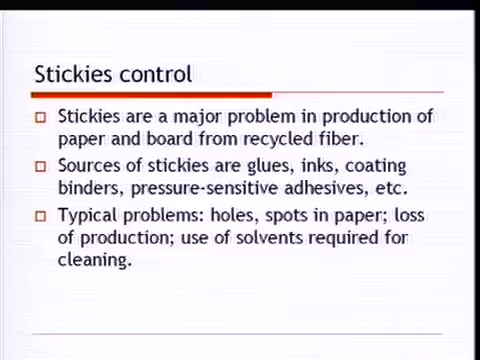 Stickies control
Stickies are a major problem in production of
paper and board from recycled fiber.
Sources of stickies are glues, inks, coating
binders, pressure-sensitive adhesives, etc.
Typical problems: holes, spots in paper; loss
of production; use of solvents required for
cleaning.